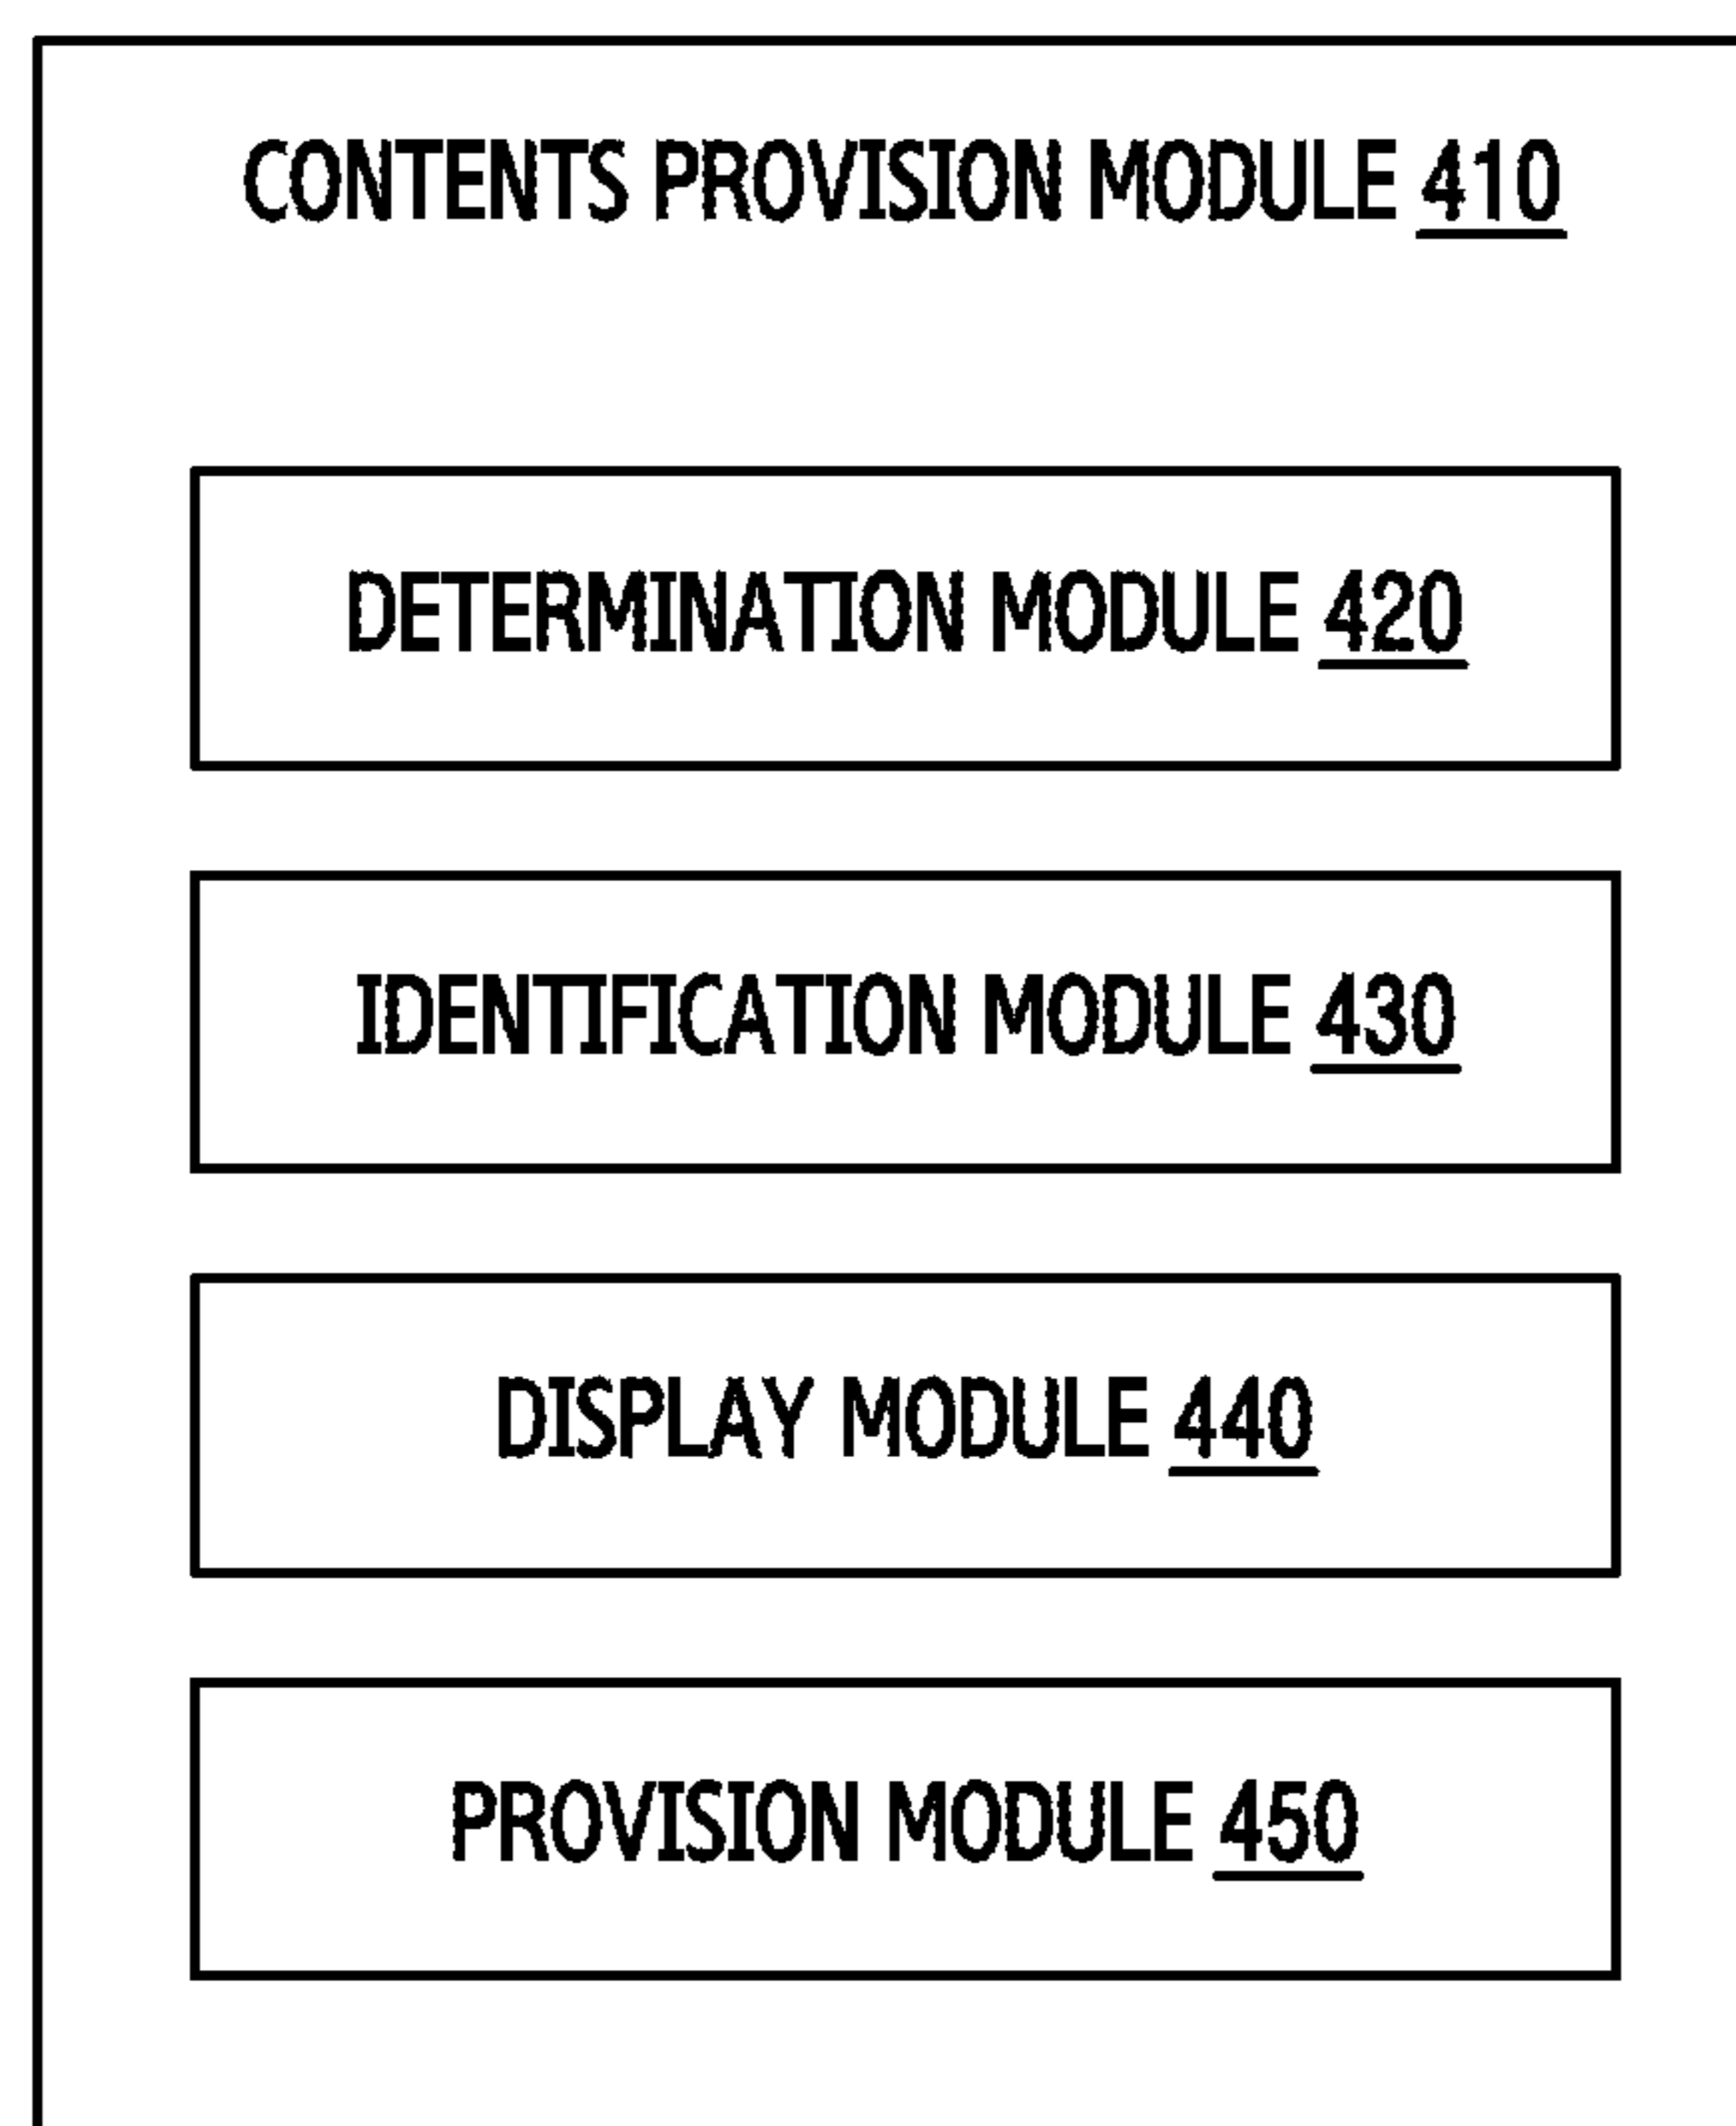 CONTENTS PROVISION MODULE 410
DETERMINATION MODULE 420
IDENTIFICATION MODULE 430
DISPLAY MODULE 440
PROVISION MODULE 450